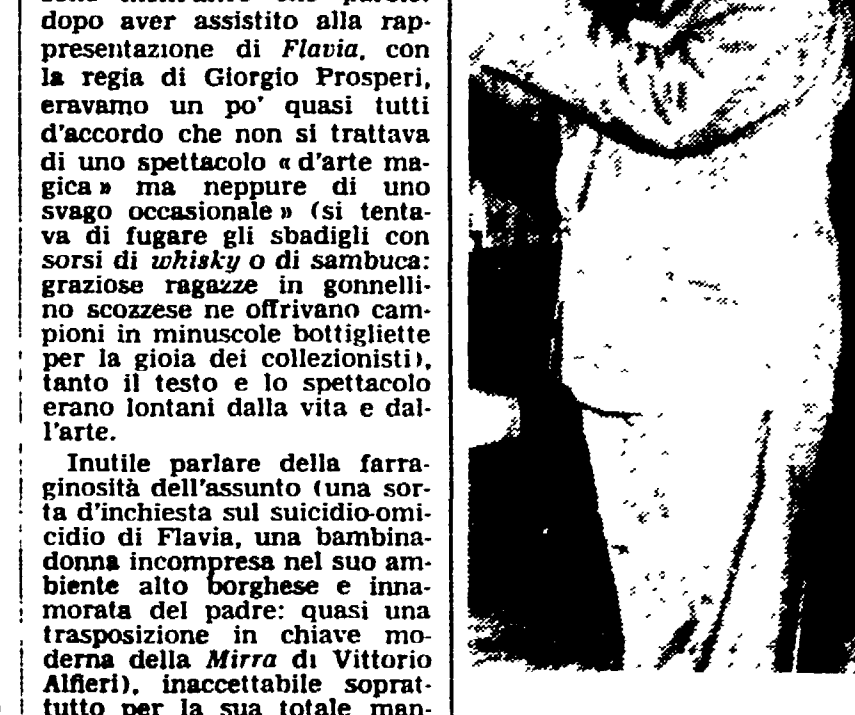 dopo aver assistito alla rap-
presentazione di Flavia, con
la regia di Giorgio Prosperi,
eravamo un po' quasi tutti
d'accordo che non si trattava
di uno spettacolo « d'arte ma-
gica » ma neppure di uno
svago occasionale » (si tenta-
va di fugare gli sbadigli con
sorsi di whisky o di sambuca:
graziose ragazze in gonnelli-
no scozzese ne offrivano cam-
pioni in minuscole bottigliette
per la gioia dei collezionisti),
tanto il testo e lo spettacolo
erano lontani dalla vita e dal-
l'arte.
Inutile parlare della farra-
ginosità dell'assunto (una sor-
ta d'inchiesta sul suicidio-omi-
cidio di Flavia, una bambina-
donna incompresa nel suo am-
biente alto borghese e inna-
morata del padre: quasi una
trasposizione in chiave mo-
derna della Mirra di Vittorio
Alfieri), inaccettabile soprat-
tutto per la sua totale man-